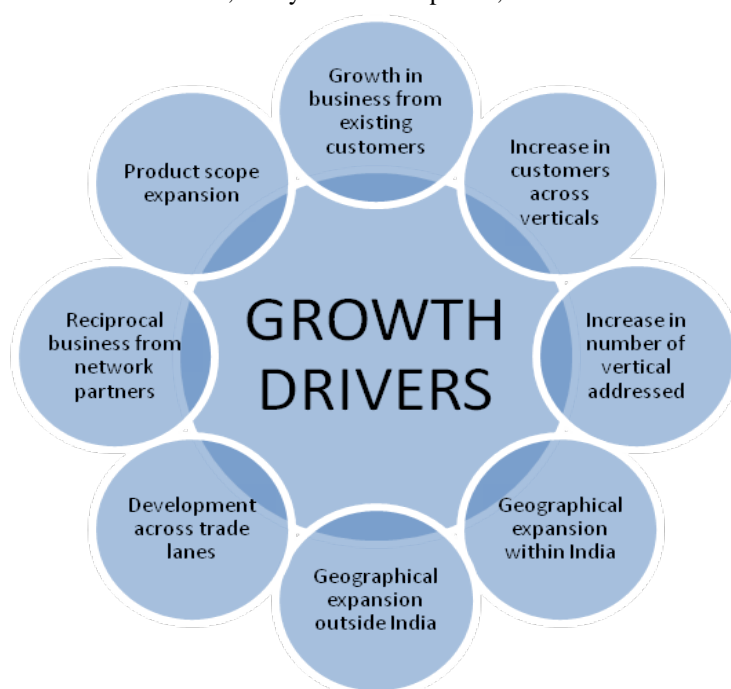 Growth in
business from
existing
customers
Increase in
customers
across
verticals
Increase in
number of
vertical
addressed
Geographical
expansion
within India
Geographical
expansion
outside India
Development
across trade
lanes
Reciprocal
business from
network
partners
Product scope
expansion
GROWTH
DRIVERS